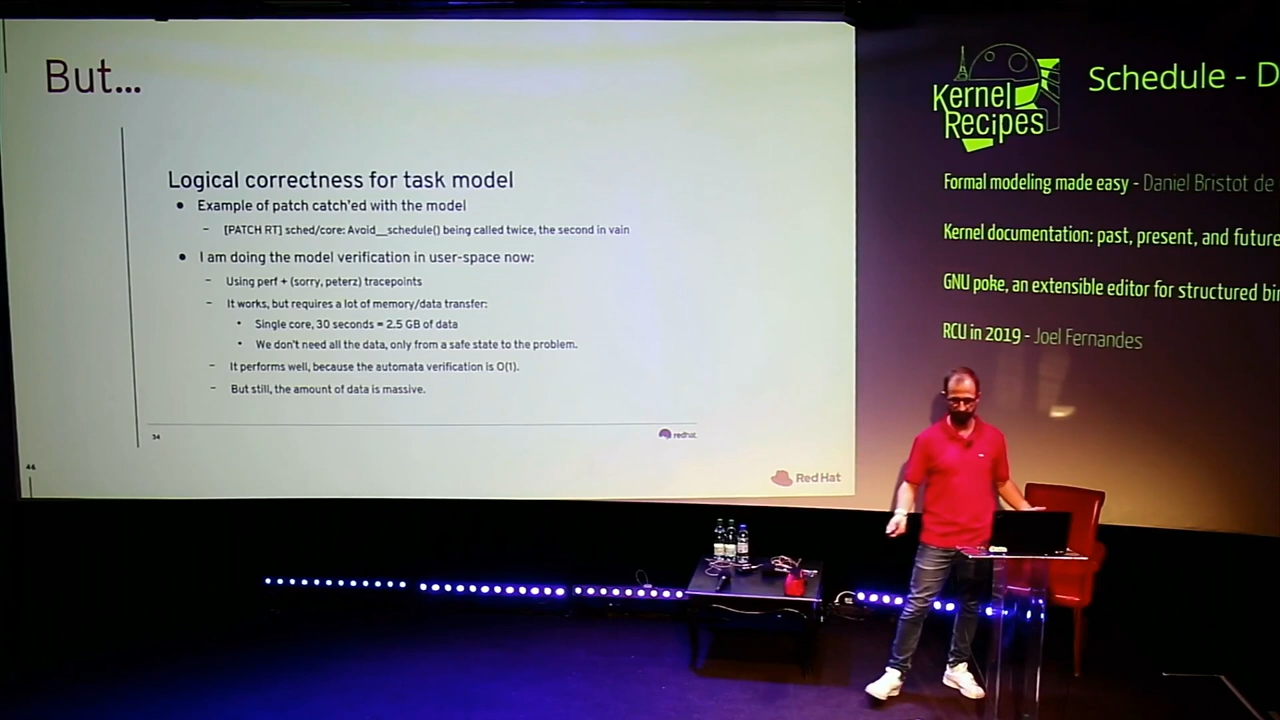 But...
Logical correctness for task model
• Example of patch catch'ed with the model
– [PATCH RT] sched/core: Avoid__schedule() being called twice, the second in vain
• I am doing the model verification in user-space now:
– Using perf + (sorry, peterz) tracepoints
– It works, but requires a lot of memory/data transfer:
• Single core, 30 seconds = 2.5 GB of data
• We don't need all the data, only from a safe state to the problem.
– It performs well, because the automata verification is O(1).
– But still, the amount of data is massive.
34
redhat.
46
Red Hat
Kernel
Recipes
Schedule - D
Formal modeling made easy - Daniel Bristot de
Kernel documentation: past, present, and future
GNU poke, an extensible editor for structured bin
RCU in 2019 - Joel Fernandes